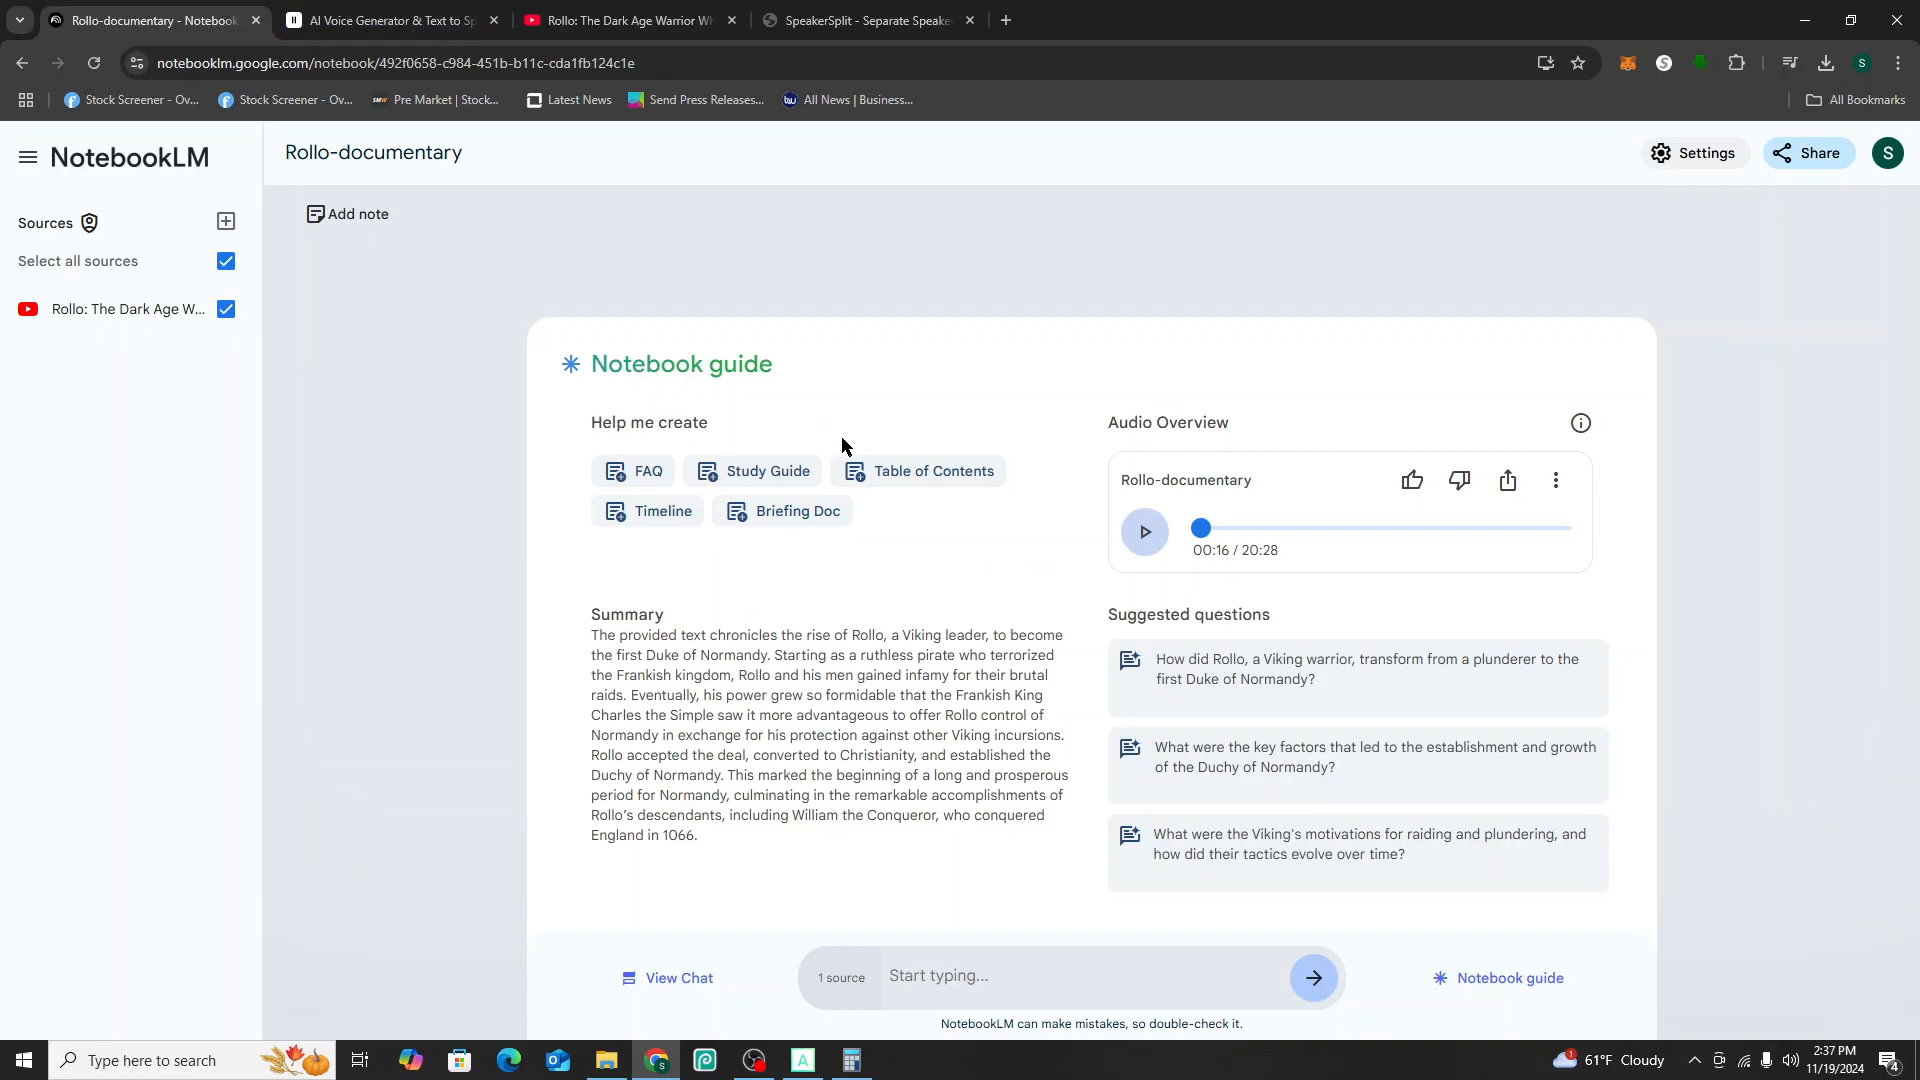 Rollo-documentary - Notebook
AI Voice Generator & Text to Sp
Rollo: The Dark Age Warrior Wh
SpeakerSplit - Separate Speake
notebooklm.google.com/notebook/492f0658-c984-451b-b11c-cda1fb124c1e
S
Stock Screener - Ov...
Stock Screener - Ov...
Pre Market | Stock...
Latest News
Send Press Releases...
All News | Business...
All Bookmarks
NotebookLM
Rollo-documentary
Settings
Share
S
Sources
Add note
Select all sources
Rollo: The Dark Age W...
Notebook guide
Help me create
Audio Overview
FAQ
Study Guide
Table of Contents
Timeline
Briefing Doc
Rollo-documentary
00:16 / 20:28
Summary
The provided text chronicles the rise of Rollo, a Viking leader, to become
the first Duke of Normandy. Starting as a ruthless pirate who terrorized
the Frankish kingdom, Rollo and his men gained infamy for their brutal
raids. Eventually, his power grew so formidable that the Frankish King
Charles the Simple saw it more advantageous to offer Rollo control of
Normandy in exchange for his protection against other Viking incursions.
Rollo accepted the deal, converted to Christianity, and established the
Duchy of Normandy. This marked the beginning of a long and prosperous
period for Normandy, culminating in the remarkable accomplishments of
Rollo's descendants, including William the Conqueror, who conquered
England in 1066.
Suggested questions
How did Rollo, a Viking warrior, transform from a plunderer to the
first Duke of Normandy?
What were the key factors that led to the establishment and growth
of the Duchy of Normandy?
What were the Viking's motivations for raiding and plundering, and
how did their tactics evolve over time?
View Chat
1 source
Start typing...
Notebook guide
NotebookLM can make mistakes, so double-check it.
Type here to search
61°F Cloudy
2:37 PM
11/19/2024